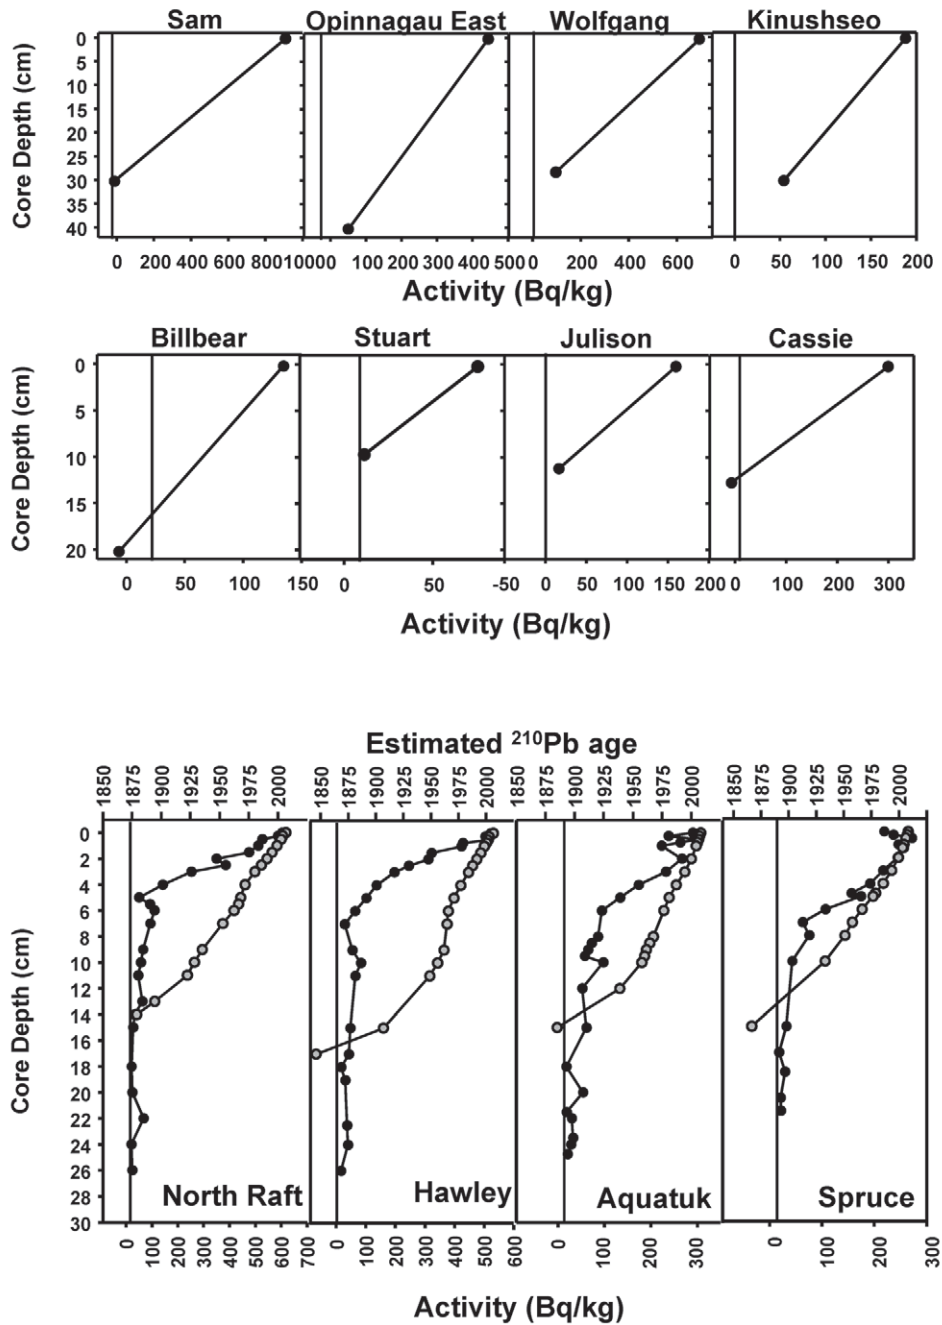 Sam Opinnagau East Wolfgang Kinushseo
0
5
10
15
20
25
30
35
40
Core Depth (cm)
0 200 400 600 800 1000 0 100 200 300 400 500 0 200 400 600 0 50 100 150 200
Activity (Bq/kg)
Billbear Stuart Julison Cassie
0
5
10
15
20
Core Depth (cm)
0 50 100 150 0 50 -50 0 50 100 150 200 0 100 200 300
Activity (Bq/kg)
Estimated ²¹⁰Pb age
1850 1875 1900 1925 1950 1975 2000 1850 1875 1900 1925 1950 1975 2000 1850 1875 1900 1925 1950 1975 2000 1850 1875 1900 1925 1950 1975 2000
0
2
4
6
8
10
12
14
16
18
20
22
24
26
28
30
Core Depth (cm)
North Raft Hawley Aquatuk Spruce
0 100 200 300 400 500 600 700 0 100 200 300 400 500 600 0 100 200 300 0 100 200 300
Activity (Bq/kg)